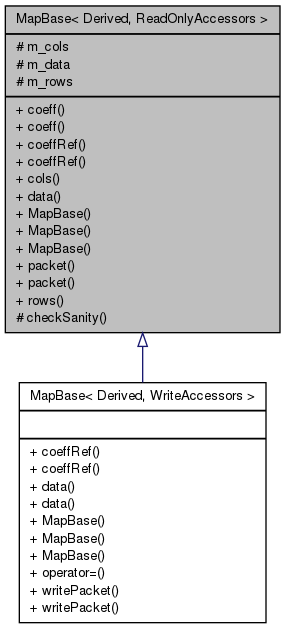 MapBase< Derived, ReadOnlyAccessors >
# m_cols
# m_data
# m_rows
+ coeff()
+ coeff()
+ coeffRef()
+ coeffRef()
+ cols()
+ data()
+ MapBase()
+ MapBase()
+ MapBase()
+ packet()
+ packet()
+ rows()
# checkSanity()
MapBase< Derived, WriteAccessors >
+ coeffRef()
+ coeffRef()
+ data()
+ data()
+ MapBase()
+ MapBase()
+ MapBase()
+ operator=()
+ writePacket()
+ writePacket()